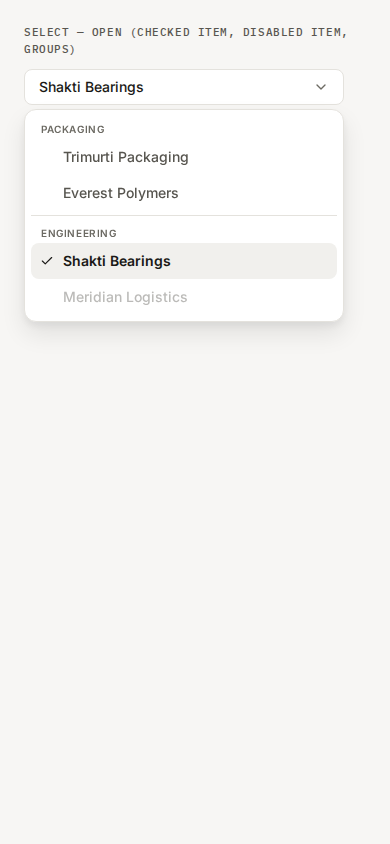 SELECT — OPEN (CHECKED ITEM, DISABLED ITEM,
GROUPS)
Shakti Bearings
PACKAGING
Trimurti Packaging
Everest Polymers
ENGINEERING
Shakti Bearings
Meridian Logistics